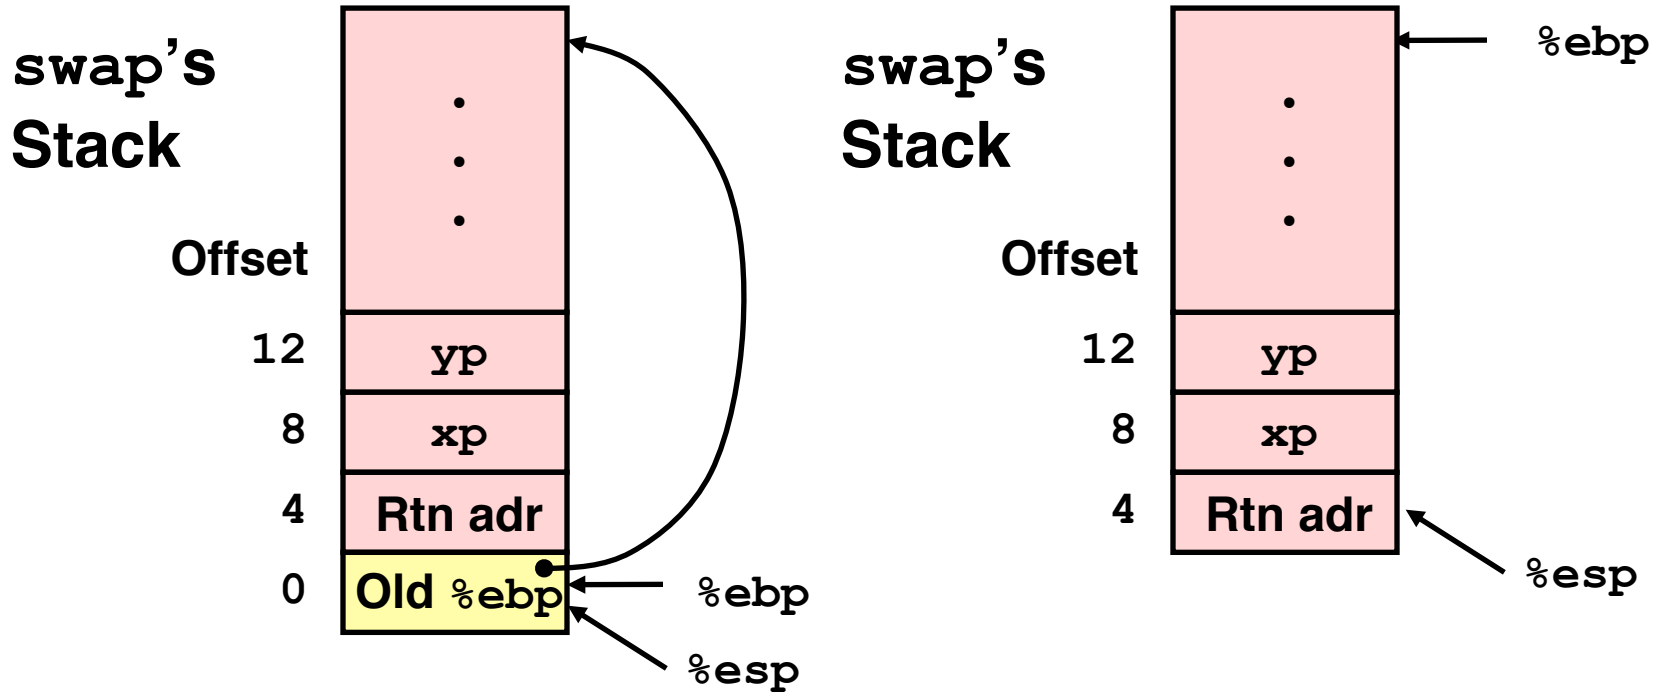 swap's
Stack
Offset
12 yp
8 xp
4 Rtn adr
0 Old %ebp
%ebp
%esp
swap's
Stack
%ebp
Offset
12 yp
8 xp
4 Rtn adr
%esp